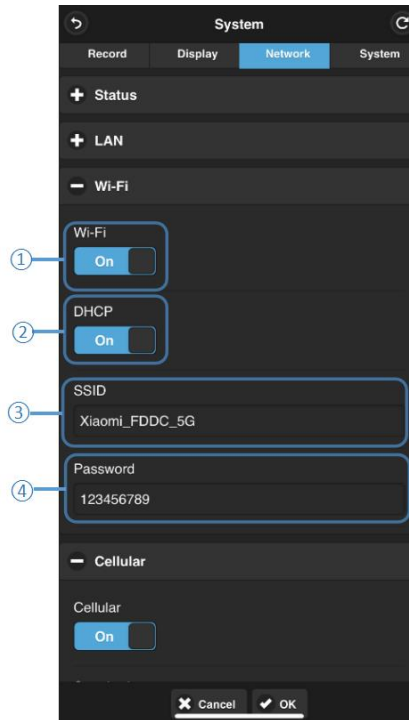 System
Record Display Network System
Status
LAN
Wi-Fi
Wi-Fi
① On
DHCP
② On
SSID
③ Xiaomi_FDDC_5G
Password
④ 123456789
Cellular
Cellular
On
Cancel OK